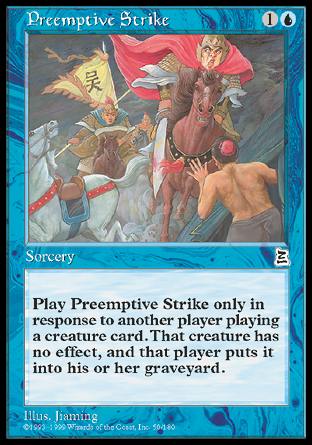 Preemptive Strike 1
吴
Sorcery
Play Preemptive Strike only in
response to another player playing
a creature card. That creature has
no effect, and that player puts it
into his or her graveyard.
Illus. Jiaming
©1993-1999 Wizards of the Coast, Inc. 50/180